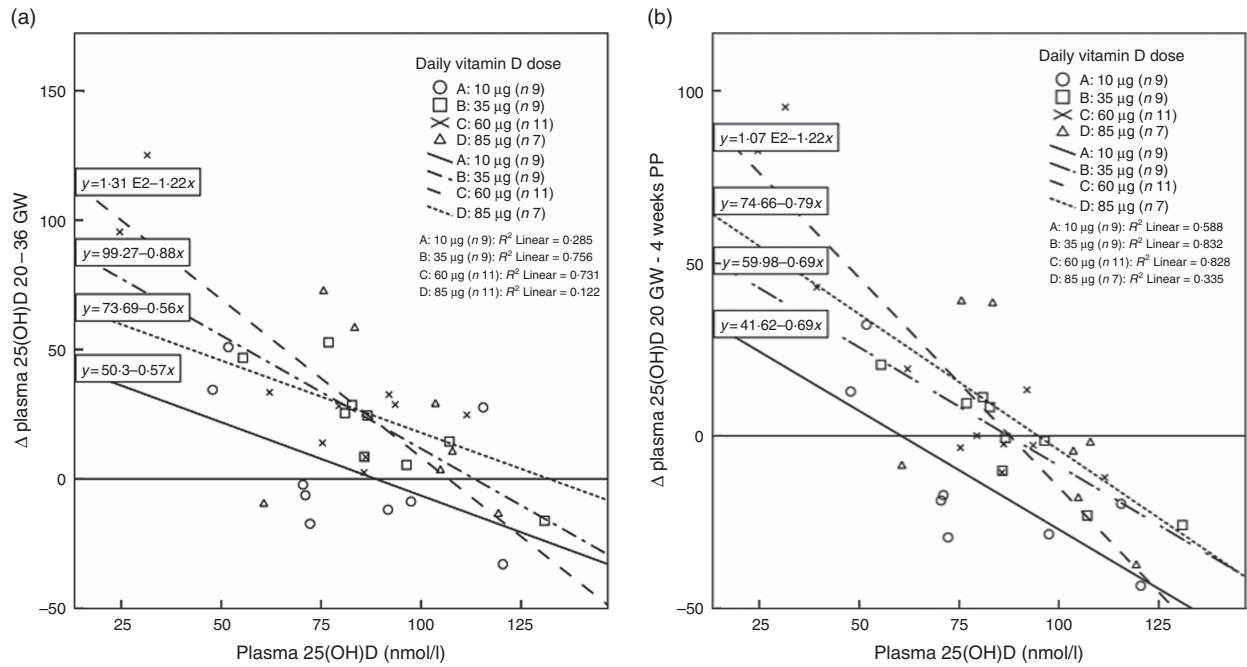 (a)
Δ plasma 25(OH)D 20–36 GW
150
100
50
0
–50
25
50
75
100
125
Plasma 25(OH)D (nmol/l)
y=1·31 E2–1·22x
y=99·27–0·88x
y=73·69–0·56x
y=50·3–0·57x
Daily vitamin D dose
A: 10 μg (n 9)
B: 35 μg (n 9)
C: 60 μg (n 11)
D: 85 μg (n 7)
A: 10 μg (n 9)
B: 35 μg (n 9)
C: 60 μg (n 11)
D: 85 μg (n 7)
A: 10 μg (n 9): R² Linear = 0·285
B: 35 μg (n 9): R² Linear = 0·756
C: 60 μg (n 11): R² Linear = 0·731
D: 85 μg (n 11): R² Linear = 0·122
(b)
Δ plasma 25(OH)D 20 GW - 4 weeks PP
100
50
0
–50
25
50
75
100
125
Plasma 25(OH)D (nmol/l)
y=1·07 E2–1·22x
y=74·66–0·79x
y=59·98–0·69x
y=41·62–0·69x
Daily vitamin D dose
A: 10 μg (n 9)
B: 35 μg (n 9)
C: 60 μg (n 11)
D: 85 μg (n 7)
A: 10 μg (n 9)
B: 35 μg (n 9)
C: 60 μg (n 11)
D: 85 μg (n 7)
A: 10 μg (n 9): R² Linear = 0·588
B: 35 μg (n 9): R² Linear = 0·832
C: 60 μg (n 11): R² Linear = 0·828
D: 85 μg (n 7): R² Linear = 0·335